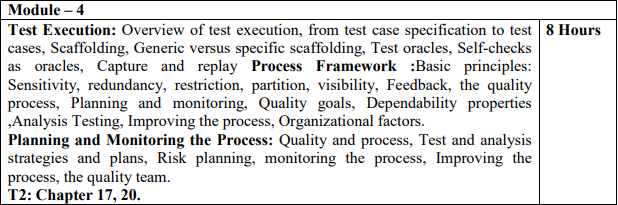 Module – 4
Test Execution: Overview of test execution, from test case specification to test
8 Hours
cases, Scaffolding, Generic versus specific scaffolding, Test oracles, Self-checks
as oracles, Capture and replay Process Framework :Basic principles:
Sensitivity, redundancy, restriction, partition, visibility, Feedback, the quality
process, Planning and monitoring, Quality goals, Dependability properties
,Analysis Testing, Improving the process, Organizational factors.
Planning and Monitoring the Process: Quality and process, Test and analysis
strategies and plans, Risk planning, monitoring the process, Improving the
process, the quality team.
T2: Chapter 17, 20.